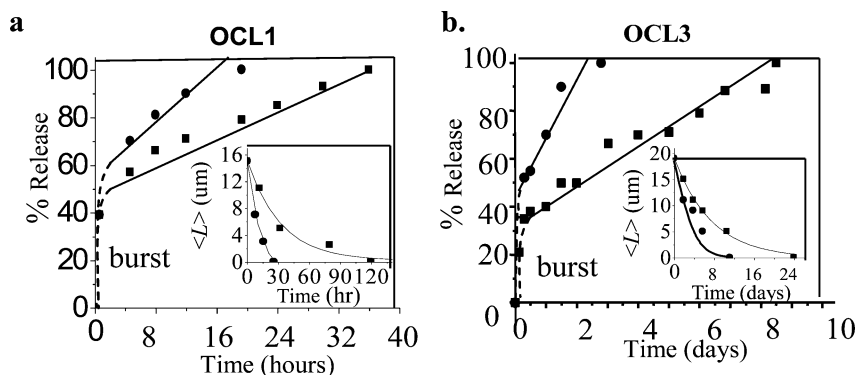 a
OCL1
% Release
100
80
60
40
20
0
burst
0 8 16 24 32 40
Time (hours)
<L> (um)
16
12
8
4
0
0 30 60 90 120
Time (hr)
b.
OCL3
% Release
100
80
60
40
20
0
burst
0 2 4 6 8 10
Time (days)
<L> (um)
20
15
10
5
0
0 6 12 18 24
Time (days)